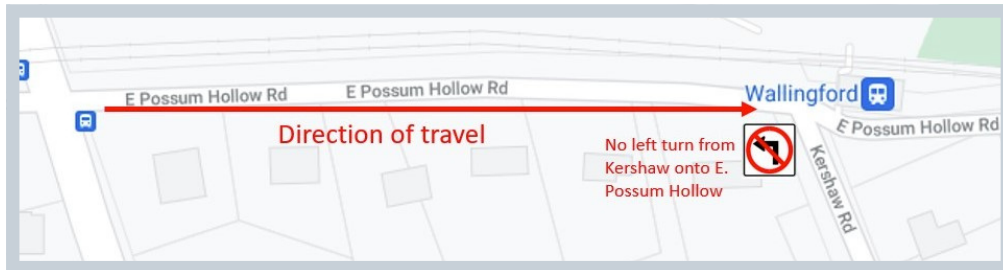 E Possum Hollow Rd
E Possum Hollow Rd
Wallingford
E Possum Hollow Rd
Direction of travel
No left turn from
Kershaw onto E.
Possum Hollow
Kershaw Rd